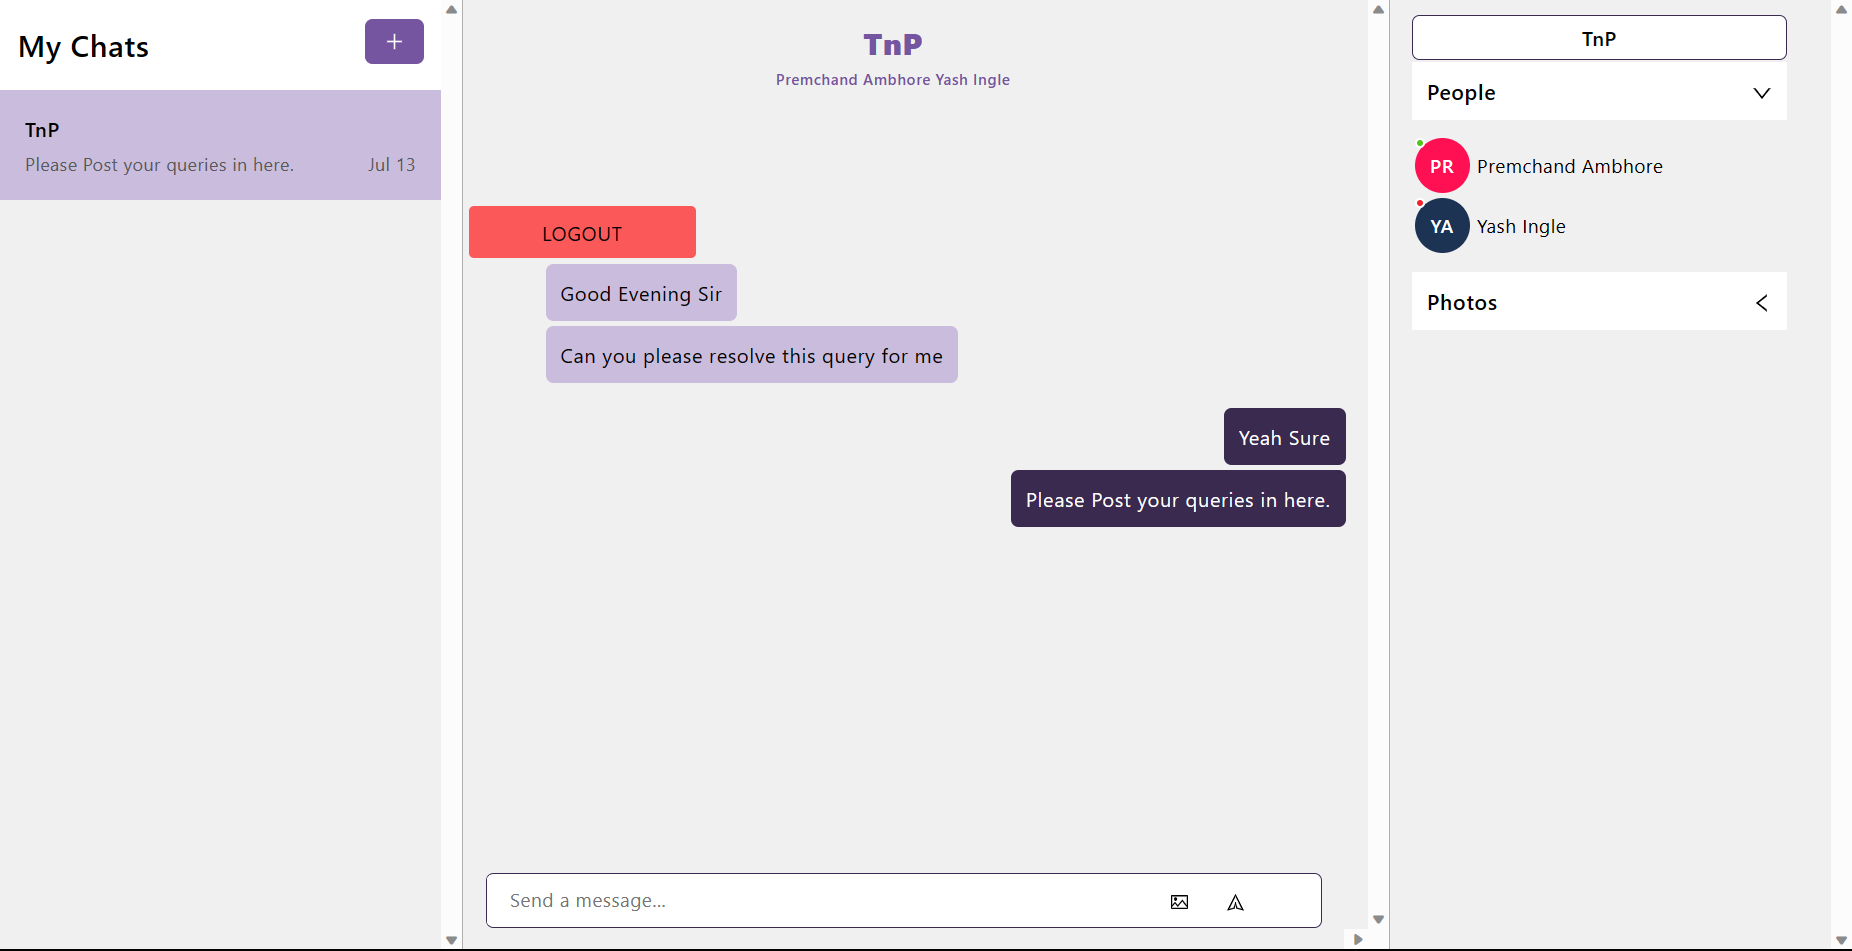 My Chats
+
TnP
Please Post your queries in here. Jul 13
TnP
Premchand Ambhore Yash Ingle
LOGOUT
Good Evening Sir
Can you please resolve this query for me
Yeah Sure
Please Post your queries in here.
Send a message...
TnP
People
PR Premchand Ambhore
YA Yash Ingle
Photos